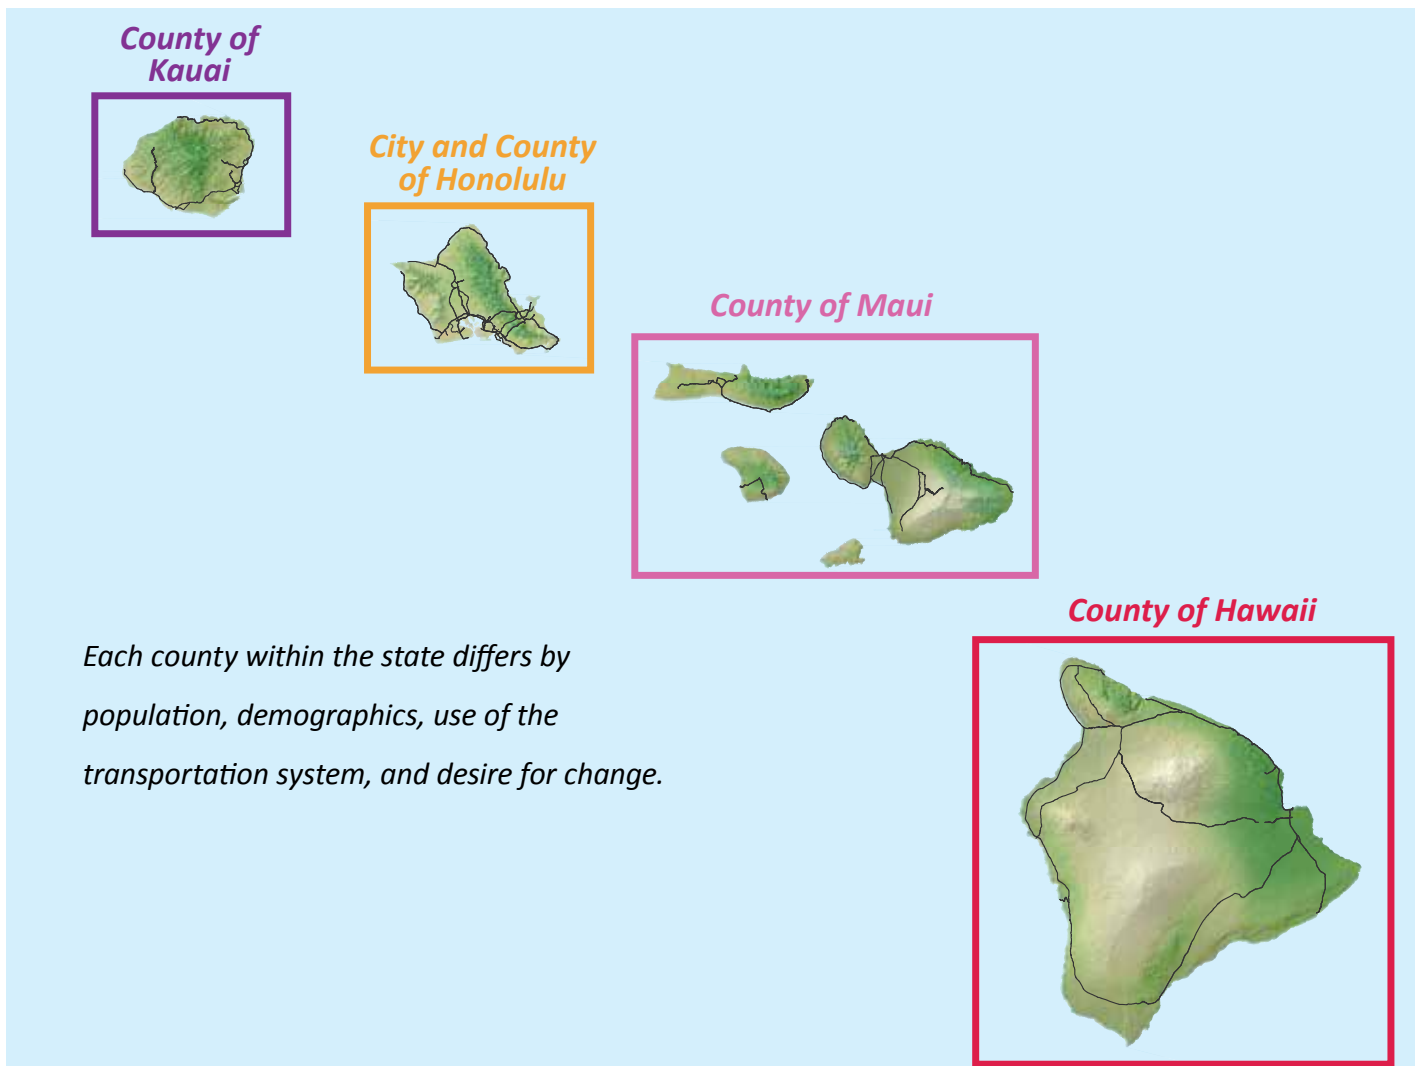 County of
Kauai
City and County
of Honolulu
County of Maui
County of Hawaii
Each county within the state differs by
population, demographics, use of the
transportation system, and desire for change.